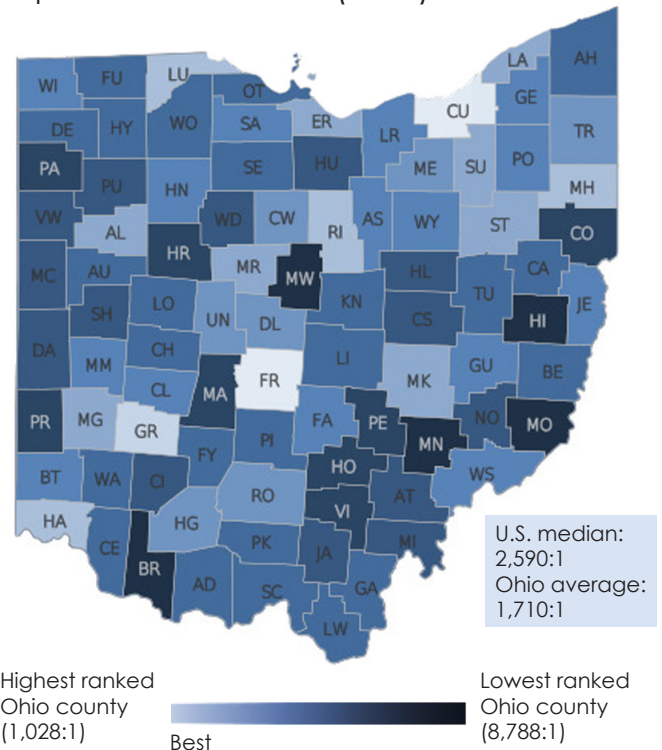 LA
AH
WI
FU
LU
OT
GE
CU
DE
HY
WO
SA
ER
LR
TR
PA
SE
HU
ME
SU
PO
PU
HN
MH
VW
WD
CW
RI
AS
WY
ST
CO
AL
HR
MR
MW
HL
CA
MC
AU
KN
TU
JE
SH
LO
UN
DL
CS
HI
DA
CH
LI
MM
FR
MK
GU
BE
CL
MA
PR
MG
GR
FA
PE
NO
MO
FY
PI
MN
BT
WA
CI
HO
WS
RO
VI
AT
HA
HG
CE
PK
JA
MI
BR
AD
SC
GA
LW
U.S. median:
2,590:1
Ohio average:
1,710:1
Highest ranked
Ohio county
(1,028:1)
Best
Lowest ranked
Ohio county
(8,788:1)